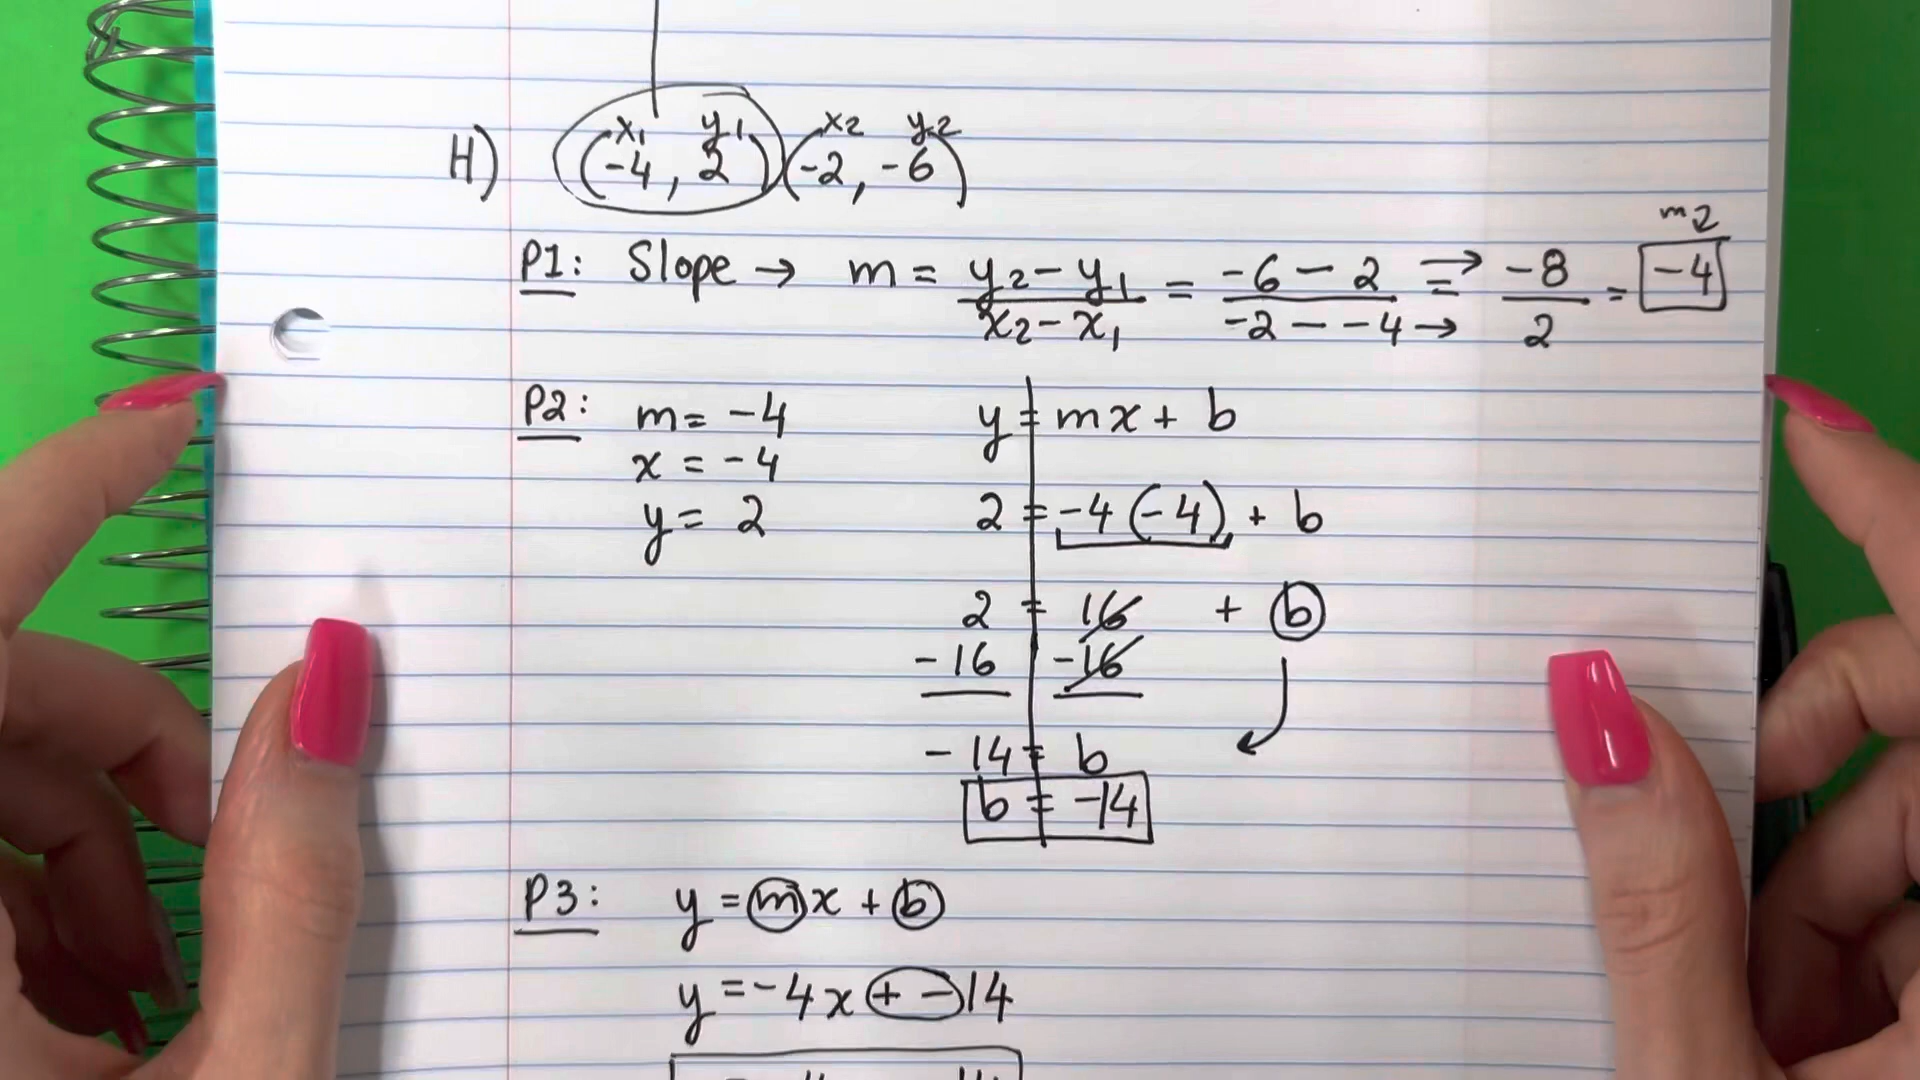 x₁ y₁ x₂ y₂
H) (-4, 2) (-2, -6)
m2
P1: Slope → m = y₂ - y₁ / x₂ - x₁ = -6 - 2 / -2 - -4 →= → -8 / 2 = -4
P2: m = -4 y = mx + b
x = -4
y = 2 2 = -4(-4) + b
2 = 16 + b
-16 -16
-14 = b
b = -14
P3: y = mx + b
y = -4x + -14